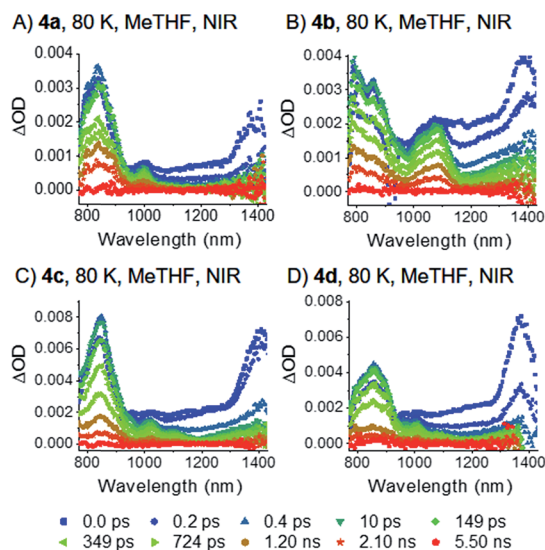 A) 4a, 80 K, MeTHF, NIR
0.004
0.003
0.002
0.001
0.000
ΔOD
800 1000 1200 1400
Wavelength (nm)
B) 4b, 80 K, MeTHF, NIR
0.004
0.003
0.002
0.001
0.000
ΔOD
800 1000 1200 1400
Wavelength (nm)
C) 4c, 80 K, MeTHF, NIR
0.008
0.006
0.004
0.002
0.000
ΔOD
800 1000 1200 1400
Wavelength (nm)
D) 4d, 80 K, MeTHF, NIR
0.008
0.006
0.004
0.002
0.000
ΔOD
800 1000 1200 1400
Wavelength (nm)
0.0 ps 0.2 ps 0.4 ps 10 ps 149 ps
349 ps 724 ps 1.20 ns 2.10 ns 5.50 ns